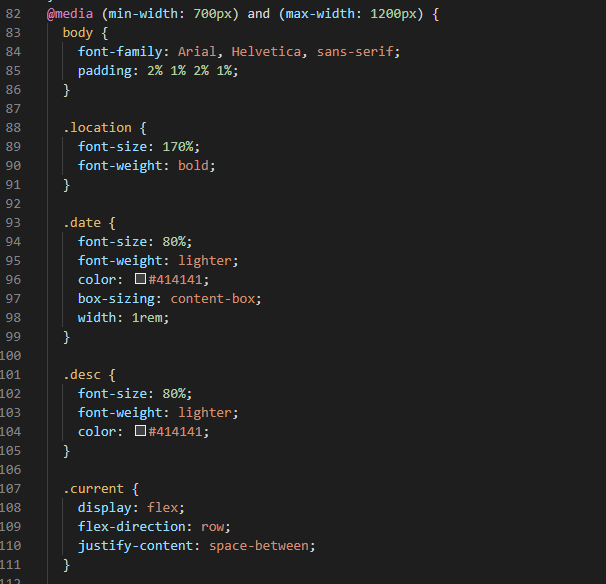 82 @media (min-width: 700px) and (max-width: 1200px) {
83 body {
84 font-family: Arial, Helvetica, sans-serif;
85 padding: 2% 1% 2% 1%;
86 }
87
88 .location {
89 font-size: 170%;
90 font-weight: bold;
91 }
92
93 .date {
94 font-size: 80%;
95 font-weight: lighter;
96 color: #414141;
97 box-sizing: content-box;
98 width: 1rem;
99 }
100
101 .desc {
102 font-size: 80%;
103 font-weight: lighter;
104 color: #414141;
105 }
106
107 .current {
108 display: flex;
109 flex-direction: row;
110 justify-content: space-between;
111 }
112